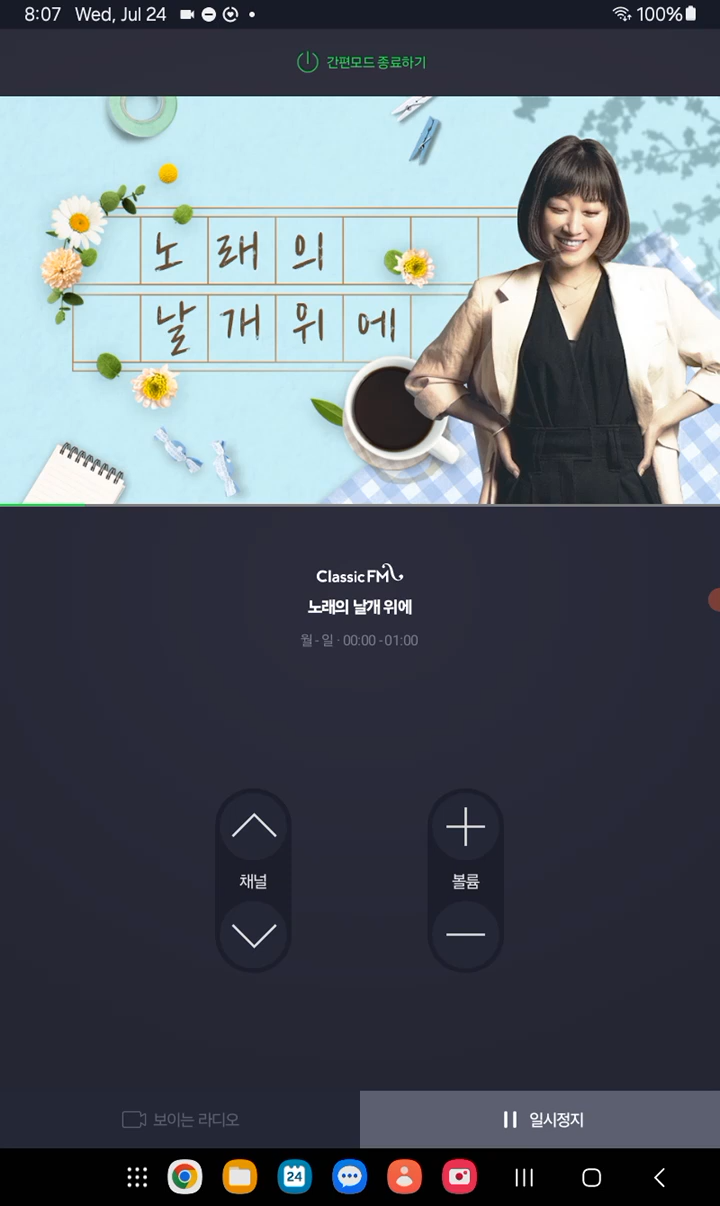 8:07 Wed, Jul 24
100%
간편모드 종료하기
노래의
날개위에
Classic FM
노래의 날개 위에
월 - 일 · 00:00 - 01:00
채널
볼륨
보이는 라디오
일시정지
24